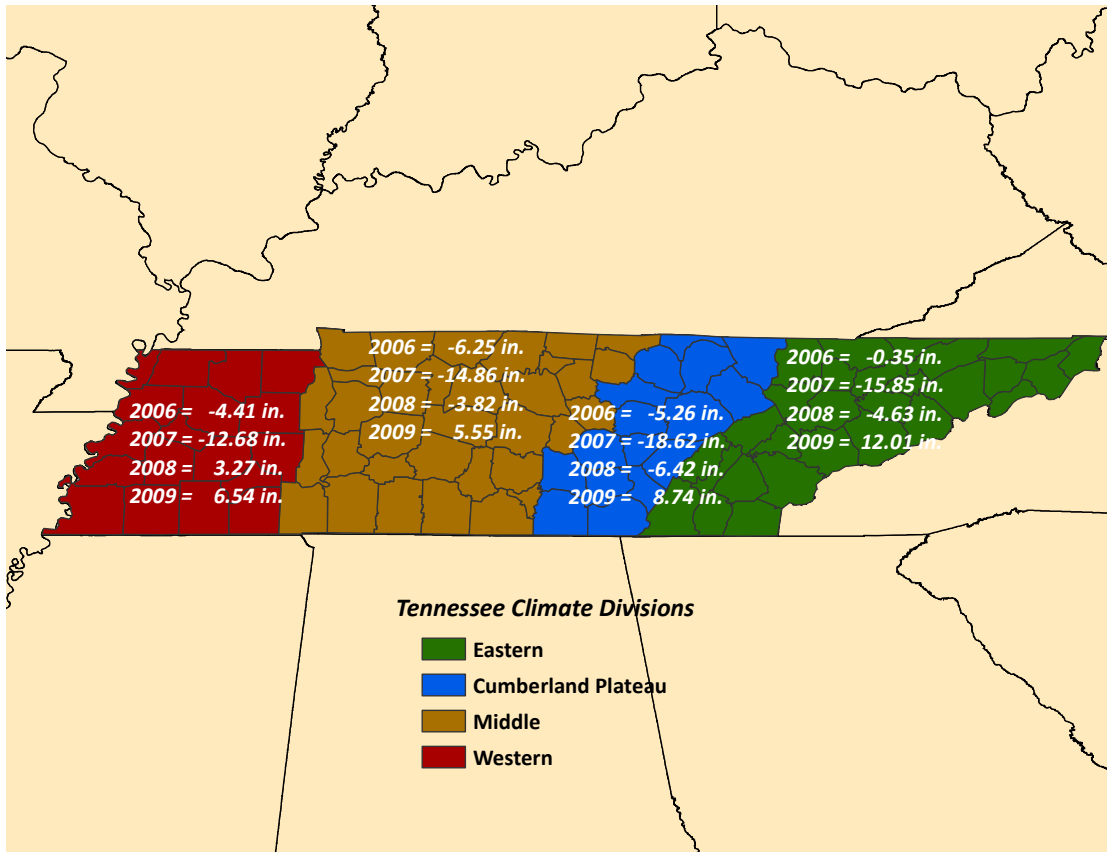 2006 = -4.41 in.
2007 = -12.68 in.
2008 = 3.27 in.
2009 = 6.54 in.
2006 = -6.25 in.
2007 = -14.86 in.
2008 = -3.82 in.
2009 = 5.55 in.
2006 = -5.26 in.
2007 = -18.62 in.
2008 = -6.42 in.
2009 = 8.74 in.
2006 = -0.35 in.
2007 = -15.85 in.
2008 = -4.63 in.
2009 = 12.01 in.
Tennessee Climate Divisions
Eastern
Cumberland Plateau
Middle
Western